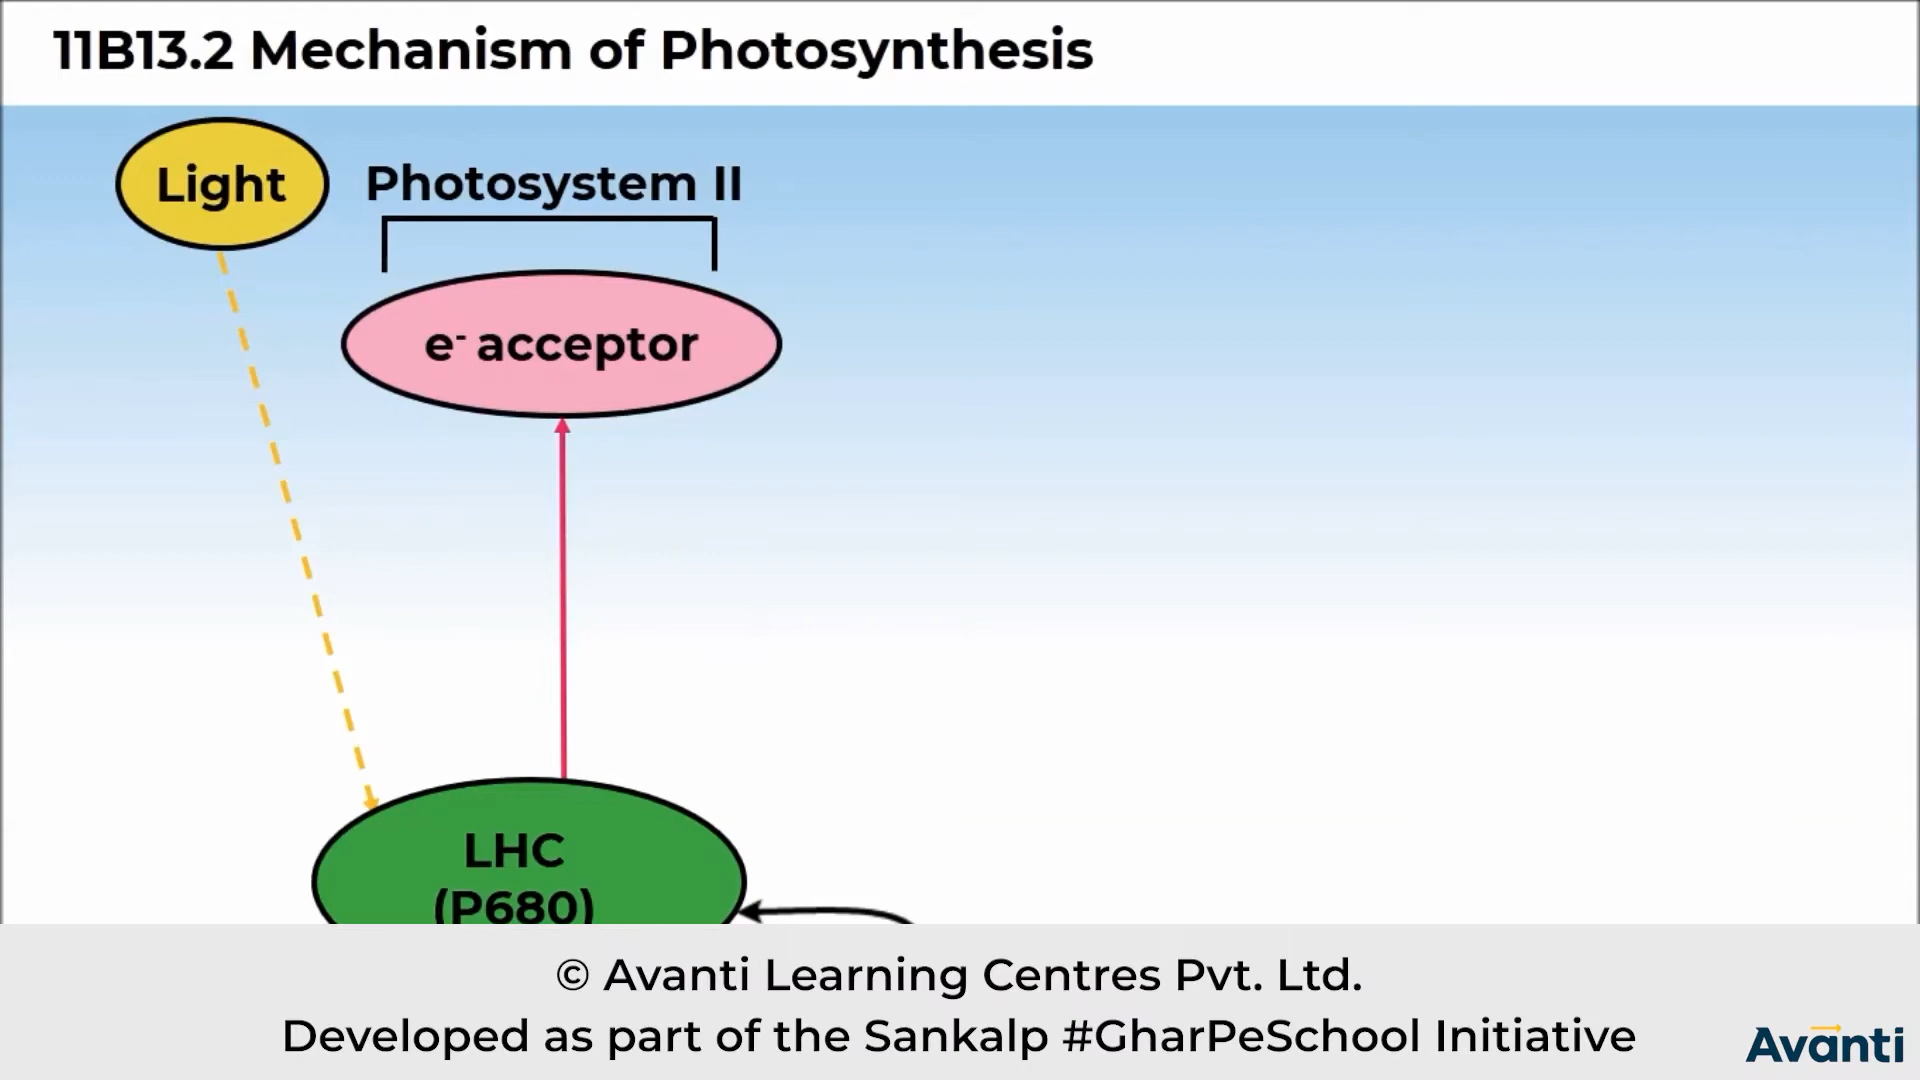 11B13.2 Mechanism of Photosynthesis
Light
Photosystem II
e⁻ acceptor
LHC
(P680)
© Avanti Learning Centres Pvt. Ltd.
Developed as part of the Sankalp #GharPeSchool Initiative
Avanti